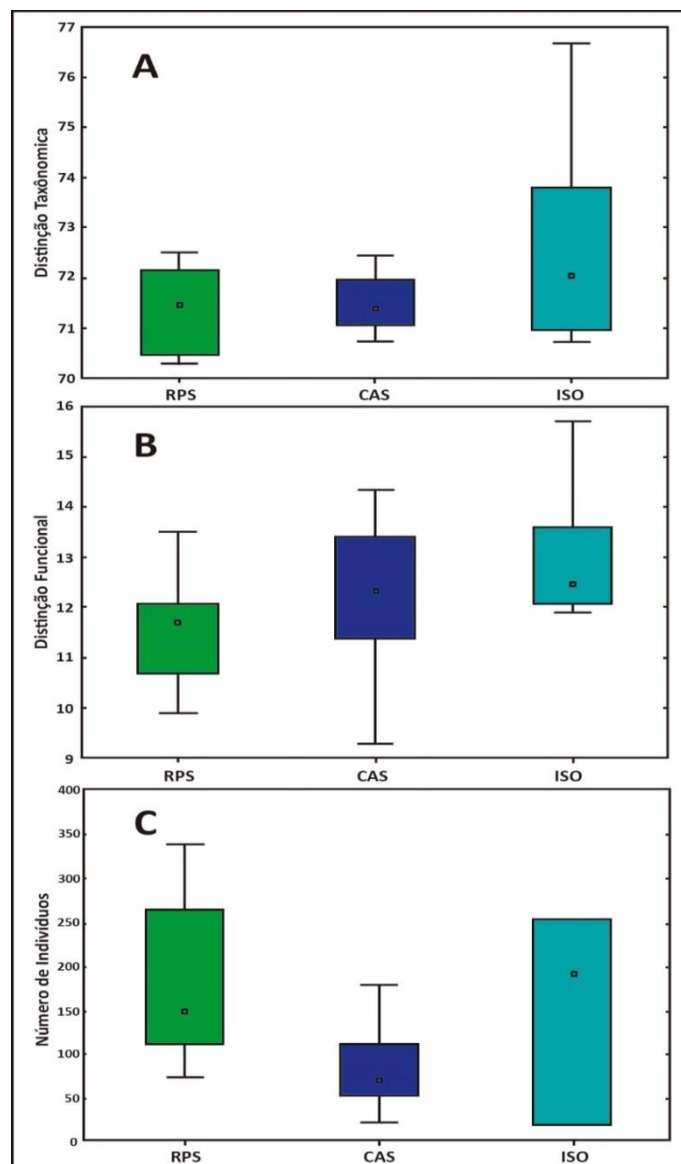 A
Distinção Taxônomica
77
76
75
74
73
72
71
70
RPS CAS ISO
B
Distinção Funcional
16
15
14
13
12
11
10
9
RPS CAS ISO
C
Número de Indivíduos
400
350
300
250
200
150
100
50
0
RPS CAS ISO